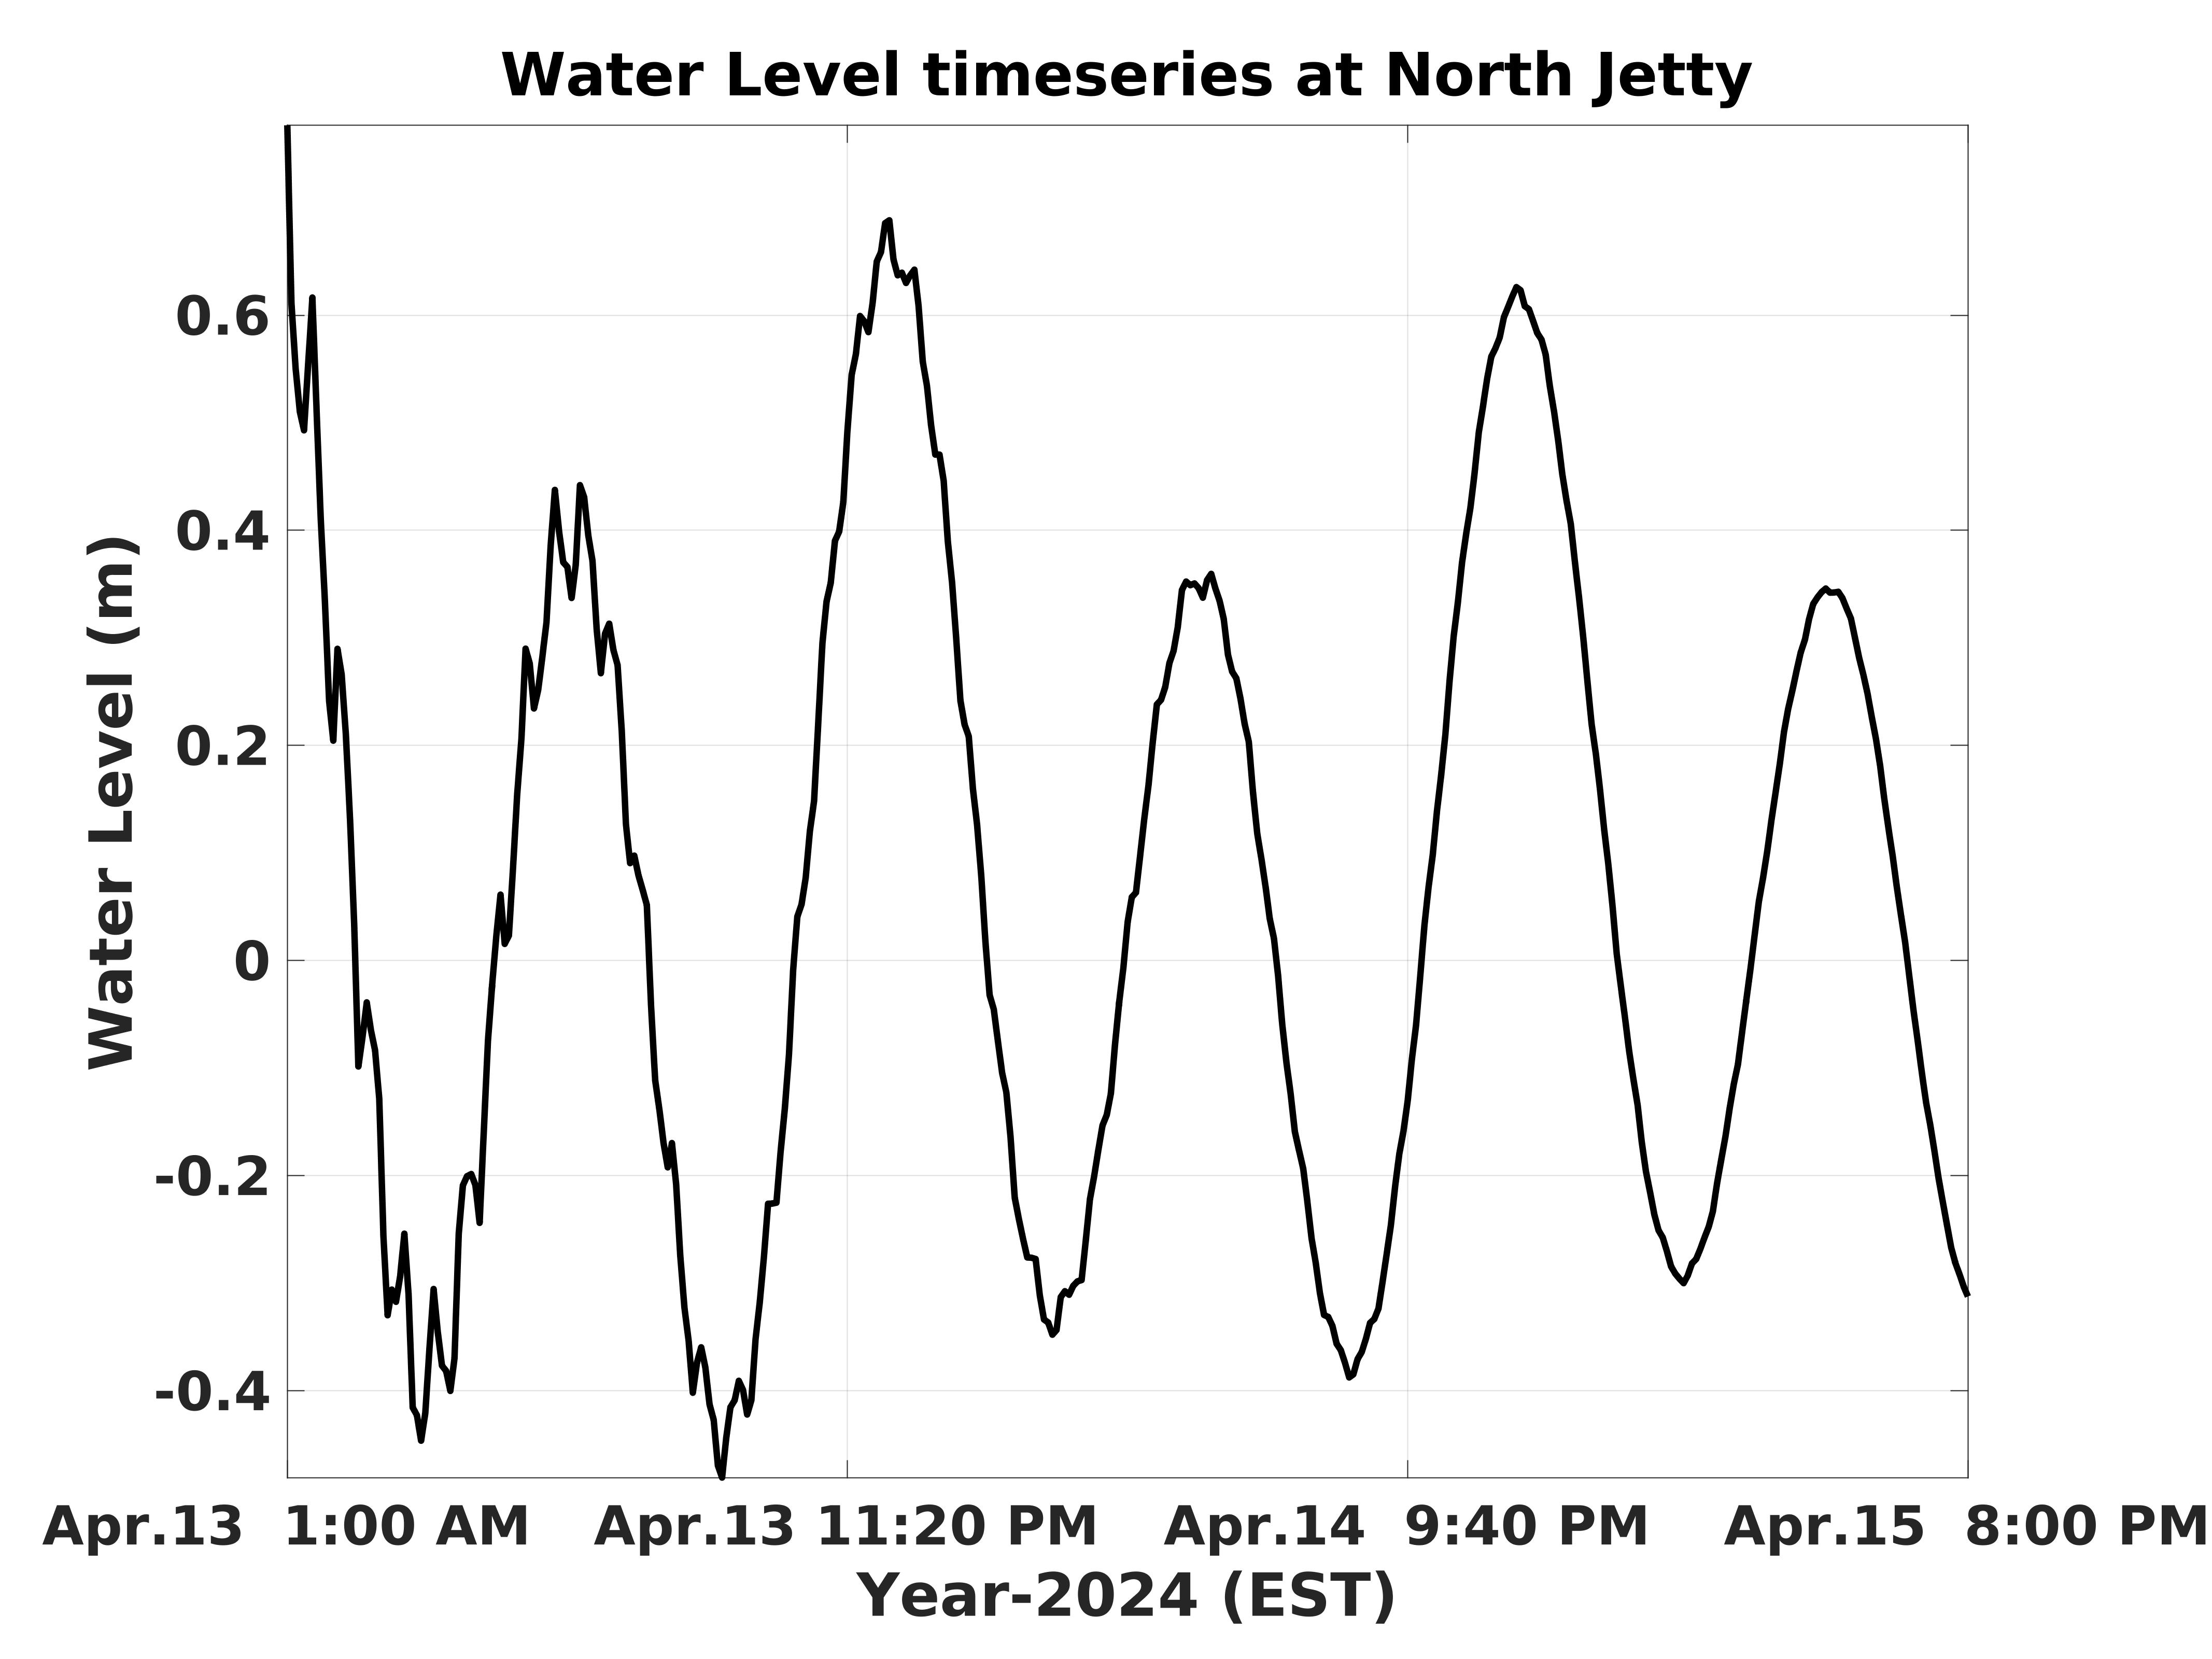 Water Level timeseries at North Jetty
Water Level (m)
0.6
0.4
0.2
0
-0.2
-0.4
Apr.13 1:00 AM Apr.13 11:20 PM Apr.14 9:40 PM Apr.15 8:00 PM
Year-2024 (EST)